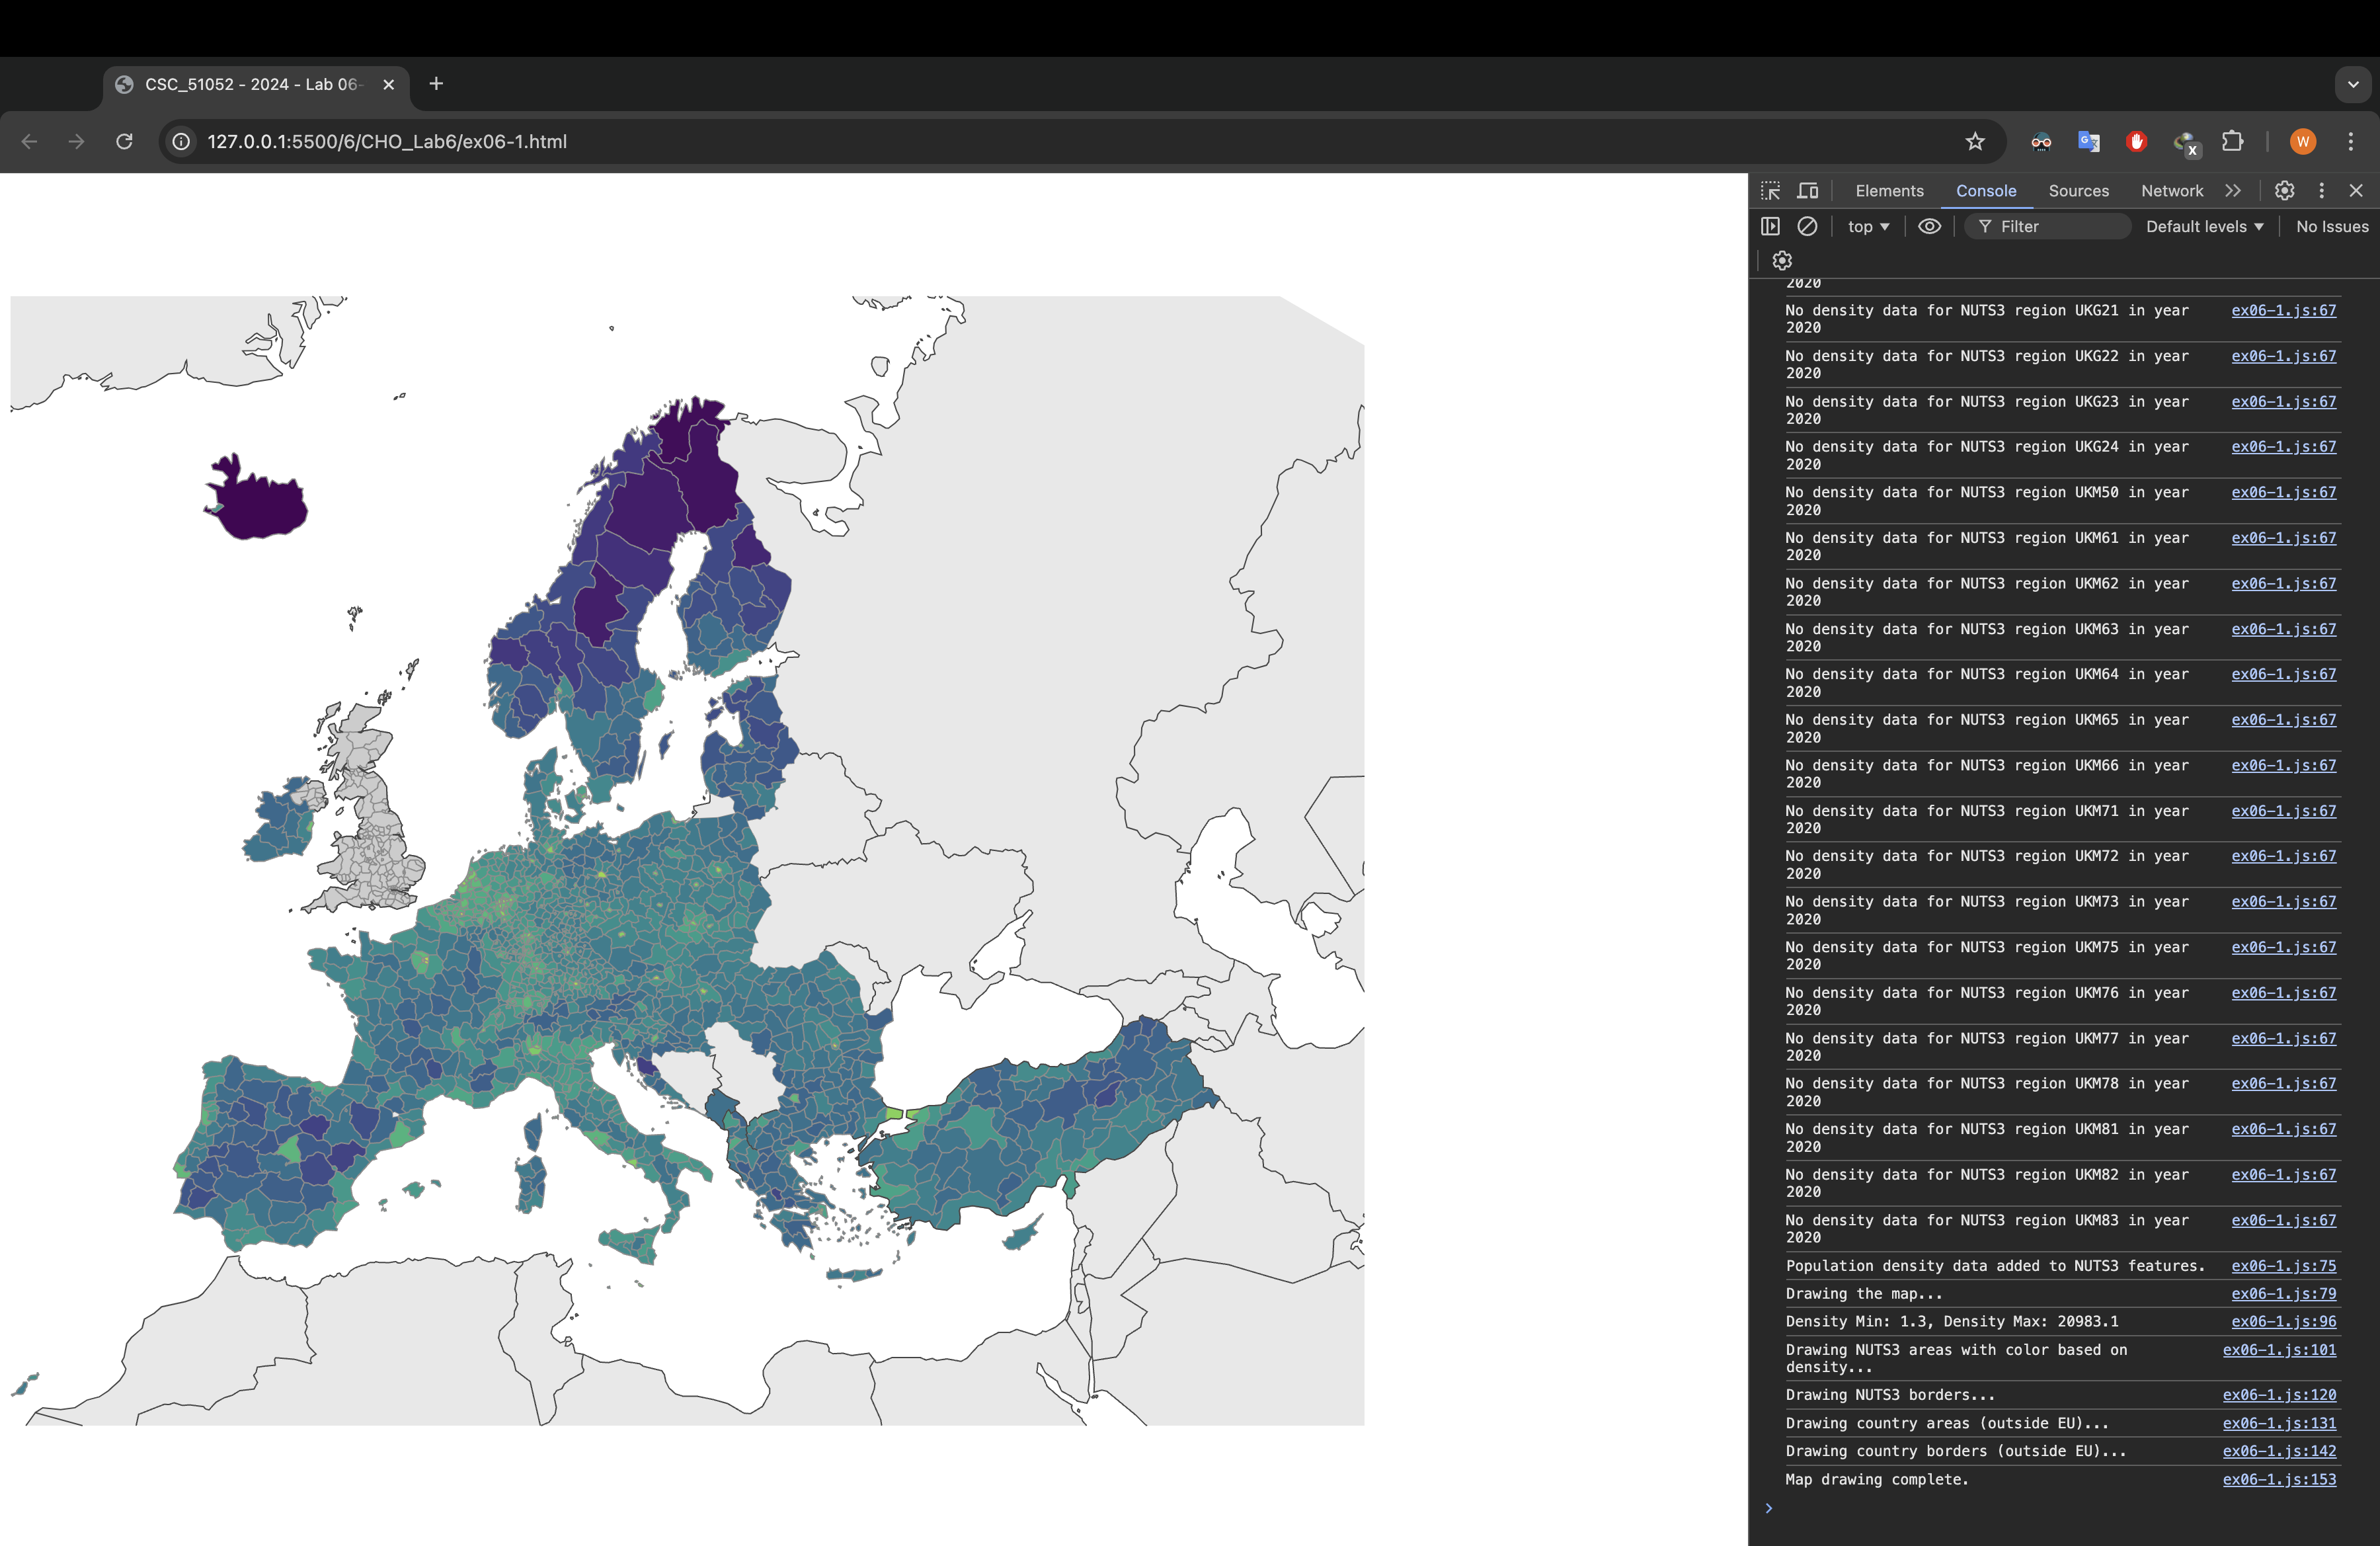 CSC_51052 - 2024 - Lab 06-
127.0.0.1:5500/6/CHO_Lab6/ex06-1.html
X
W
Elements Console Sources Network
top Filter Default levels No Issues
2020
No density data for NUTS3 region UKG21 in year ex06-1.js:67
2020
No density data for NUTS3 region UKG22 in year ex06-1.js:67
2020
No density data for NUTS3 region UKG23 in year ex06-1.js:67
2020
No density data for NUTS3 region UKG24 in year ex06-1.js:67
2020
No density data for NUTS3 region UKM50 in year ex06-1.js:67
2020
No density data for NUTS3 region UKM61 in year ex06-1.js:67
2020
No density data for NUTS3 region UKM62 in year ex06-1.js:67
2020
No density data for NUTS3 region UKM63 in year ex06-1.js:67
2020
No density data for NUTS3 region UKM64 in year ex06-1.js:67
2020
No density data for NUTS3 region UKM65 in year ex06-1.js:67
2020
No density data for NUTS3 region UKM66 in year ex06-1.js:67
2020
No density data for NUTS3 region UKM71 in year ex06-1.js:67
2020
No density data for NUTS3 region UKM72 in year ex06-1.js:67
2020
No density data for NUTS3 region UKM73 in year ex06-1.js:67
2020
No density data for NUTS3 region UKM75 in year ex06-1.js:67
2020
No density data for NUTS3 region UKM76 in year ex06-1.js:67
2020
No density data for NUTS3 region UKM77 in year ex06-1.js:67
2020
No density data for NUTS3 region UKM78 in year ex06-1.js:67
2020
No density data for NUTS3 region UKM81 in year ex06-1.js:67
2020
No density data for NUTS3 region UKM82 in year ex06-1.js:67
2020
No density data for NUTS3 region UKM83 in year ex06-1.js:67
2020
Population density data added to NUTS3 features. ex06-1.js:75
Drawing the map... ex06-1.js:79
Density Min: 1.3, Density Max: 20983.1 ex06-1.js:96
Drawing NUTS3 areas with color based on ex06-1.js:101
density...
Drawing NUTS3 borders... ex06-1.js:120
Drawing country areas (outside EU)... ex06-1.js:131
Drawing country borders (outside EU)... ex06-1.js:142
Map drawing complete. ex06-1.js:153